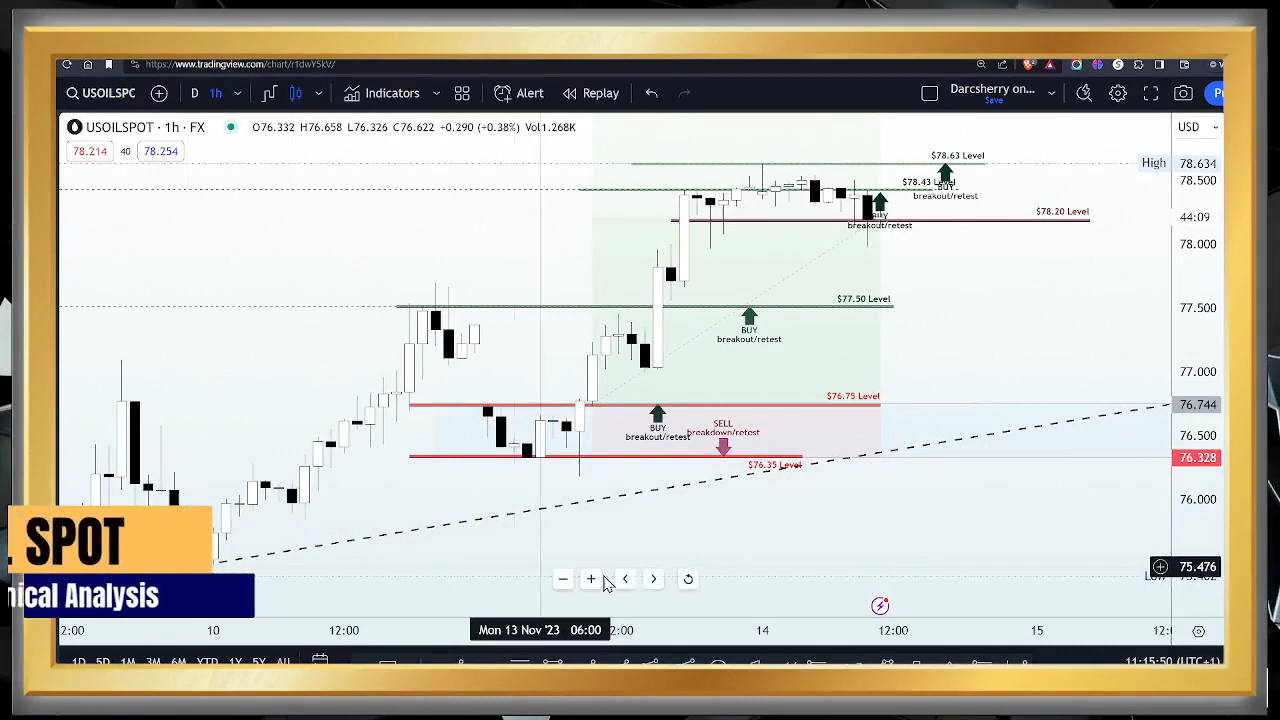 https://www.tradingview.com/chart/r1dwY5kV/
USOILSPC D 1h Indicators Alert Replay Darcsherry on... Save
USOILSPOT · 1h · FX O76.332 H76.658 L76.326 C76.622 +0.290 (+0.38%) Vol1.268K USD
78.214 40 78.254
$78.63 Level
High 78.634
$78.43 Level
78.500
BUY
breakout/retest
$78.20 Level
44:09
BUY
breakout/retest
78.000
$77.50 Level
77.500
BUY
breakout/retest
77.000
$76.75 Level
76.744
BUY
breakout/retest
SELL
breakdown/retest
76.500
$76.35 Level
76.328
76.000
SPOT
75.476
nical Analysis
2:00 10 12:00 Mon 13 Nov '23 06:00 2:00 14 12:00 15 12:
1D 5D 1M 3M 6M YTD 1Y 5Y All 11:15:50 (UTC+1)